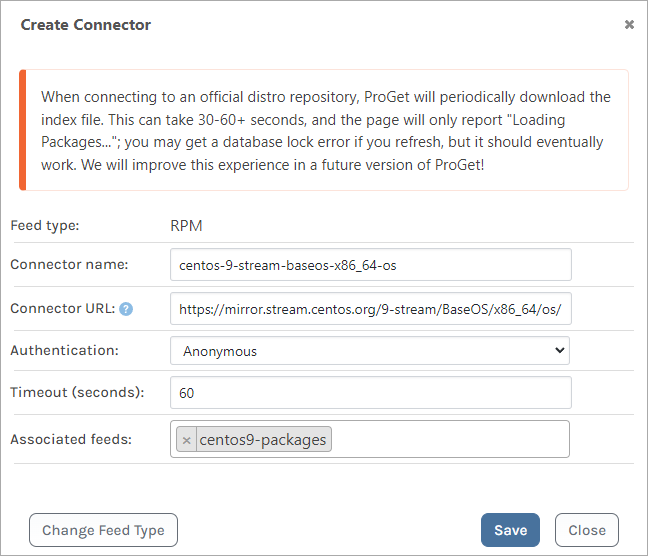 Create Connector
×
When connecting to an official distro repository, ProGet will periodically download the
index file. This can take 30-60+ seconds, and the page will only report "Loading
Packages..."; you may get a database lock error if you refresh, but it should eventually
work. We will improve this experience in a future version of ProGet!
Feed type: RPM
Connector name: centos-9-stream-baseos-x86_64-os
Connector URL: ? https://mirror.stream.centos.org/9-stream/BaseOS/x86_64/os/
Authentication: Anonymous
Timeout (seconds): 60
Associated feeds: × centos9-packages
Change Feed Type Save Close